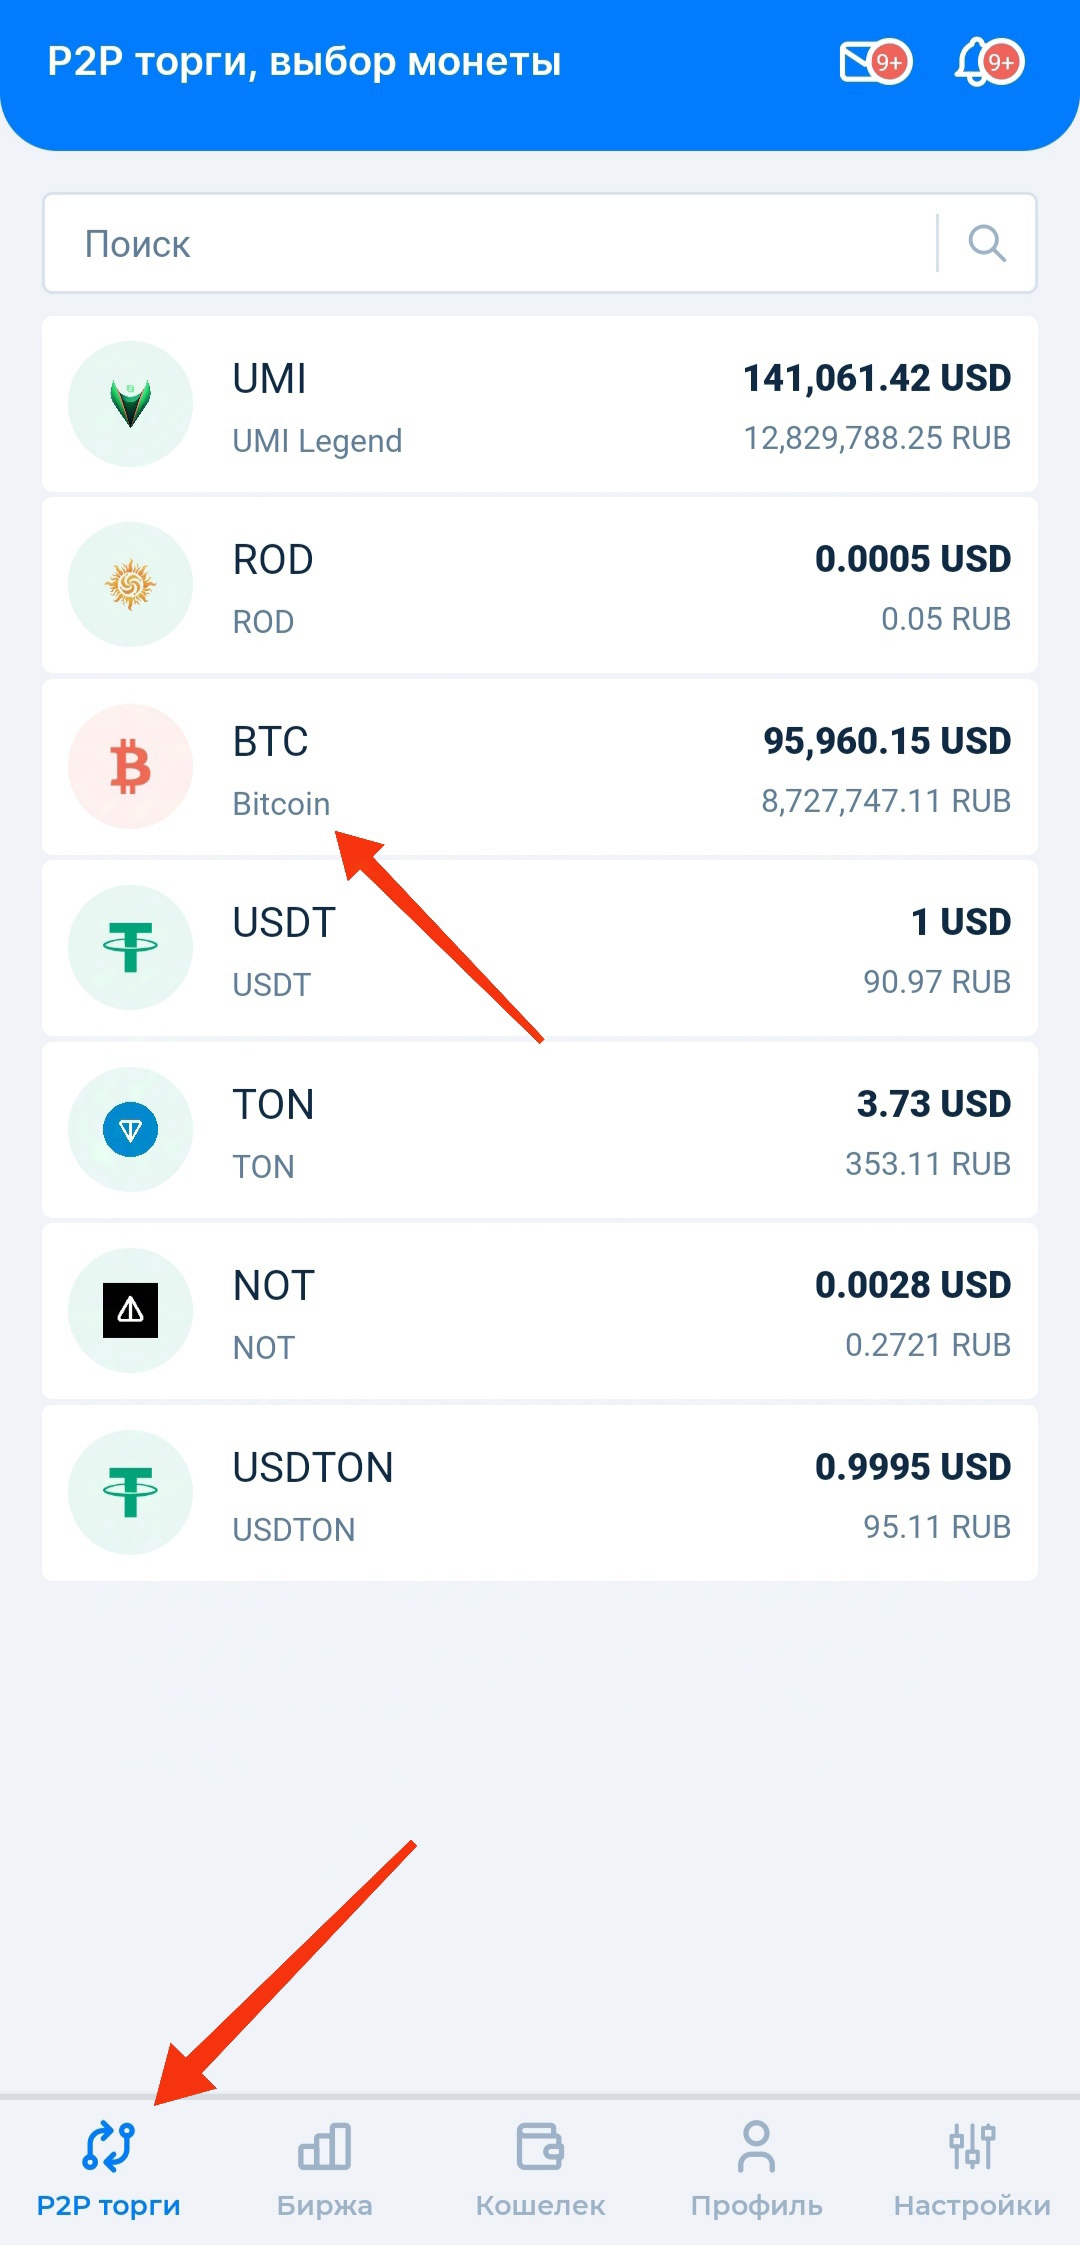 P2P торги, выбор монеты
9+
9+
Поиск
UMI
141,061.42 USD
UMI Legend
12,829,788.25 RUB
ROD
0.0005 USD
ROD
0.05 RUB
BTC
95,960.15 USD
Bitcoin
8,727,747.11 RUB
USDT
1 USD
USDT
90.97 RUB
TON
3.73 USD
TON
353.11 RUB
NOT
0.0028 USD
NOT
0.2721 RUB
USDTON
0.9995 USD
USDTON
95.11 RUB
P2P торги
Биржа
Кошелек
Профиль
Настройки